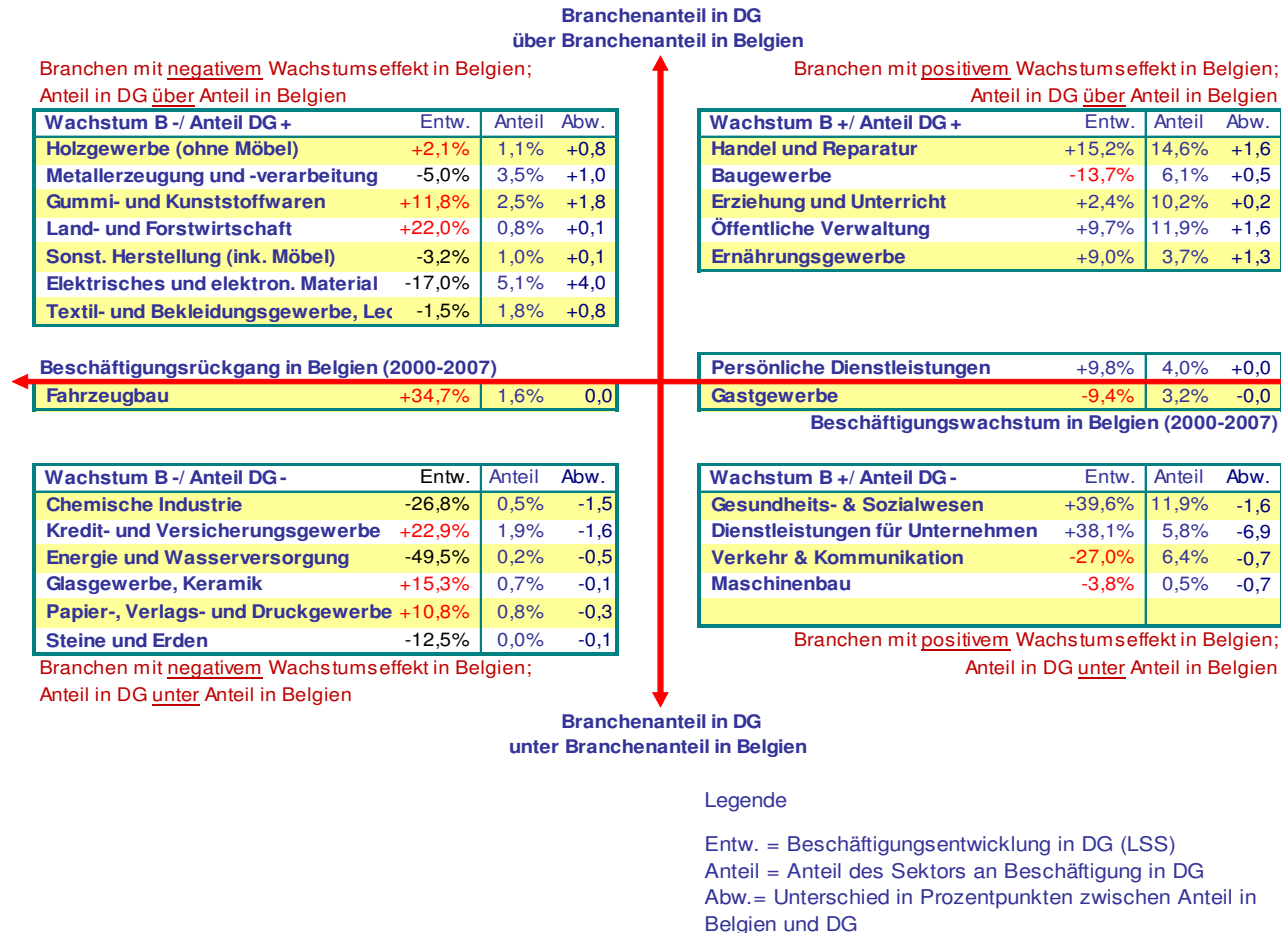 Branchenanteil in DG
über Branchenanteil in Belgien
Branchen mit negativem Wachstumseffekt in Belgien;
Anteil in DG über Anteil in Belgien
Wachstum B -/ Anteil DG + Entw. Anteil Abw.
Holzgewerbe (ohne Möbel) +2,1% 1,1% +0,8
Metallerzeugung und -verarbeitung -5,0% 3,5% +1,0
Gummi- und Kunststoffwaren +11,8% 2,5% +1,8
Land- und Forstwirtschaft +22,0% 0,8% +0,1
Sonst. Herstellung (ink. Möbel) -3,2% 1,0% +0,1
Elektrisches und elektron. Material -17,0% 5,1% +4,0
Textil- und Bekleidungsgewerbe, Lec -1,5% 1,8% +0,8
Branchen mit positivem Wachstumseffekt in Belgien;
Anteil in DG über Anteil in Belgien
Wachstum B +/ Anteil DG + Entw. Anteil Abw.
Handel und Reparatur +15,2% 14,6% +1,6
Baugewerbe -13,7% 6,1% +0,5
Erziehung und Unterricht +2,4% 10,2% +0,2
Öffentliche Verwaltung +9,7% 11,9% +1,6
Ernährungsgewerbe +9,0% 3,7% +1,3
Beschäftigungsrückgang in Belgien (2000-2007)
Fahrzeugbau +34,7% 1,6% 0,0
Persönliche Dienstleistungen +9,8% 4,0% +0,0
Gastgewerbe -9,4% 3,2% -0,0
Beschäftigungswachstum in Belgien (2000-2007)
Wachstum B -/ Anteil DG - Entw. Anteil Abw.
Chemische Industrie -26,8% 0,5% -1,5
Kredit- und Versicherungsgewerbe +22,9% 1,9% -1,6
Energie und Wasserversorgung -49,5% 0,2% -0,5
Glasgewerbe, Keramik +15,3% 0,7% -0,1
Papier-, Verlags- und Druckgewerbe +10,8% 0,8% -0,3
Steine und Erden -12,5% 0,0% -0,1
Branchen mit negativem Wachstumseffekt in Belgien;
Anteil in DG unter Anteil in Belgien
Wachstum B +/ Anteil DG - Entw. Anteil Abw.
Gesundheits- & Sozialwesen +39,6% 11,9% -1,6
Dienstleistungen für Unternehmen +38,1% 5,8% -6,9
Verkehr & Kommunikation -27,0% 6,4% -0,7
Maschinenbau -3,8% 0,5% -0,7
Branchen mit positivem Wachstumseffekt in Belgien;
Anteil in DG unter Anteil in Belgien
Branchenanteil in DG
unter Branchenanteil in Belgien
Legende
Entw. = Beschäftigungsentwicklung in DG (LSS)
Anteil = Anteil des Sektors an Beschäftigung in DG
Abw.= Unterschied in Prozentpunkten zwischen Anteil in
Belgien und DG